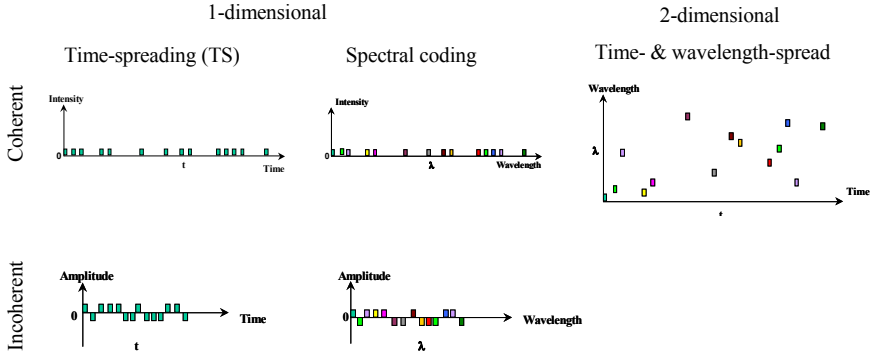 1-dimensional
2-dimensional
Time-spreading (TS)
Spectral coding
Time- & wavelength-spread
Coherent
Intensity
0
t
Time
Intensity
0
λ
Wavelength
Wavelength
λ
Time
t
Incoherent
Amplitude
0
Time
t
Amplitude
0
Wavelength
λ